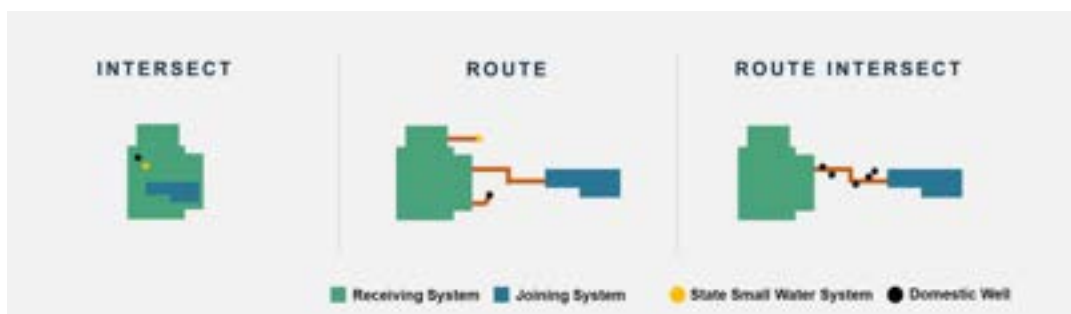 INTERSECT
ROUTE
ROUTE INTERSECT
Receiving System
Joining System
State Small Water System
Domestic Well